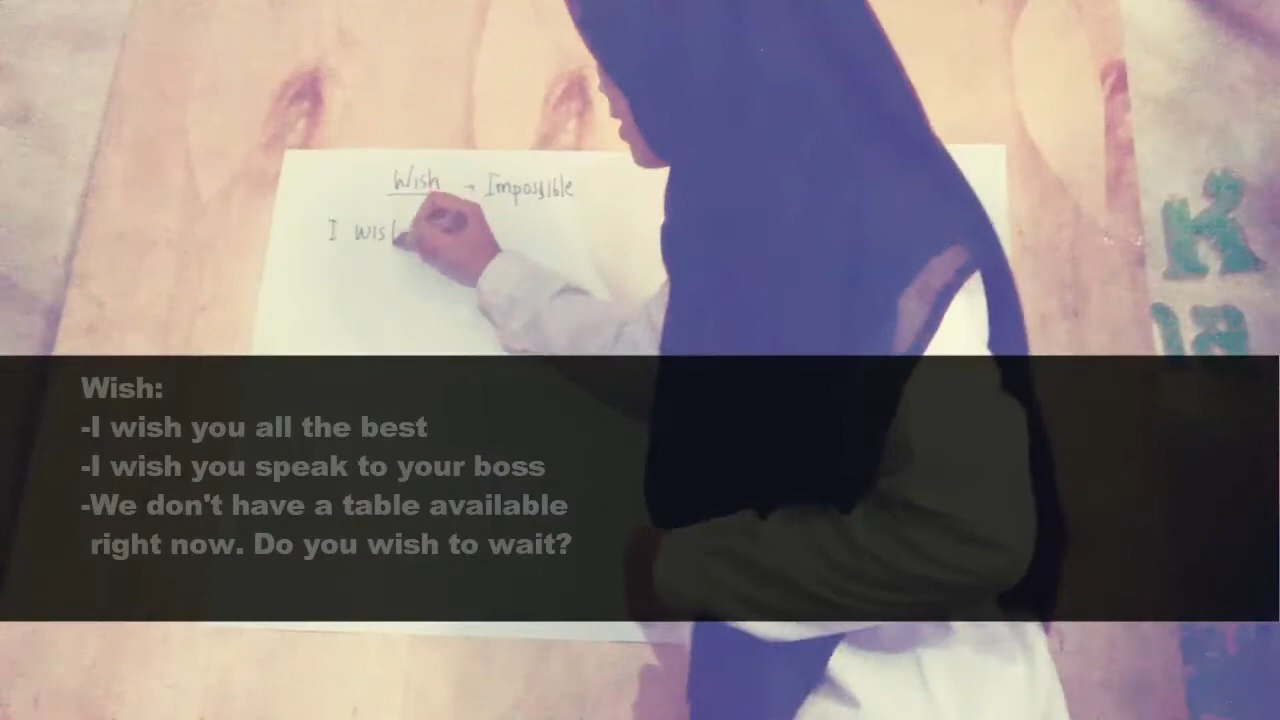 Wish → Impossible
I wish
Wish:
-I wish you all the best
-I wish you speak to your boss
-We don't have a table available
right now. Do you wish to wait?